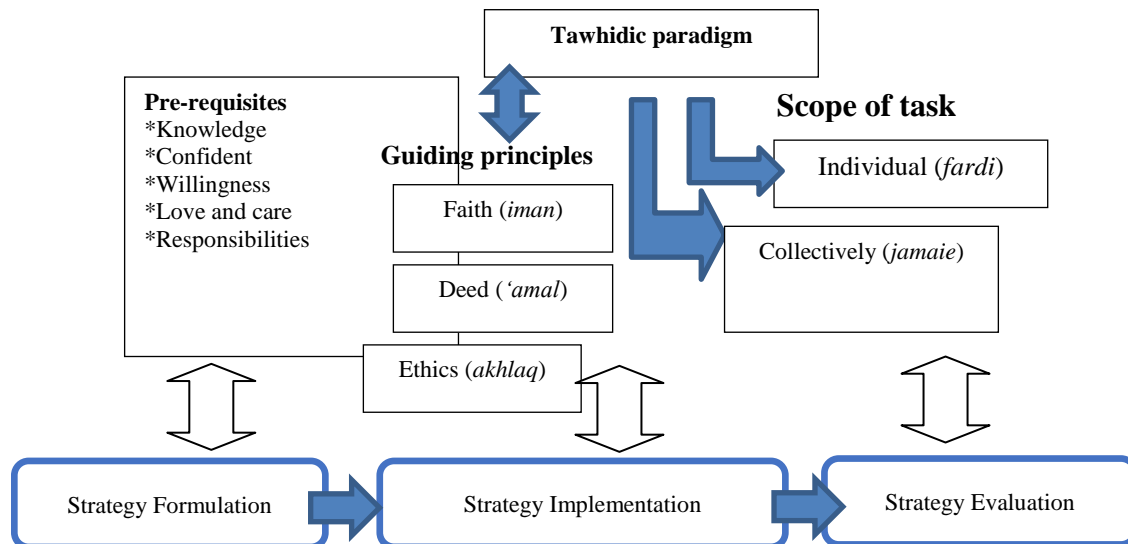 Tawhidic paradigm
Pre-requisites
*Knowledge
*Confident
*Willingness
*Love and care
*Responsibilities
Guiding principles
Faith (iman)
Deed (‘amal)
Ethics (akhlaq)
Scope of task
Individual (fardi)
Collectively (jamaie)
Strategy Formulation
Strategy Implementation
Strategy Evaluation